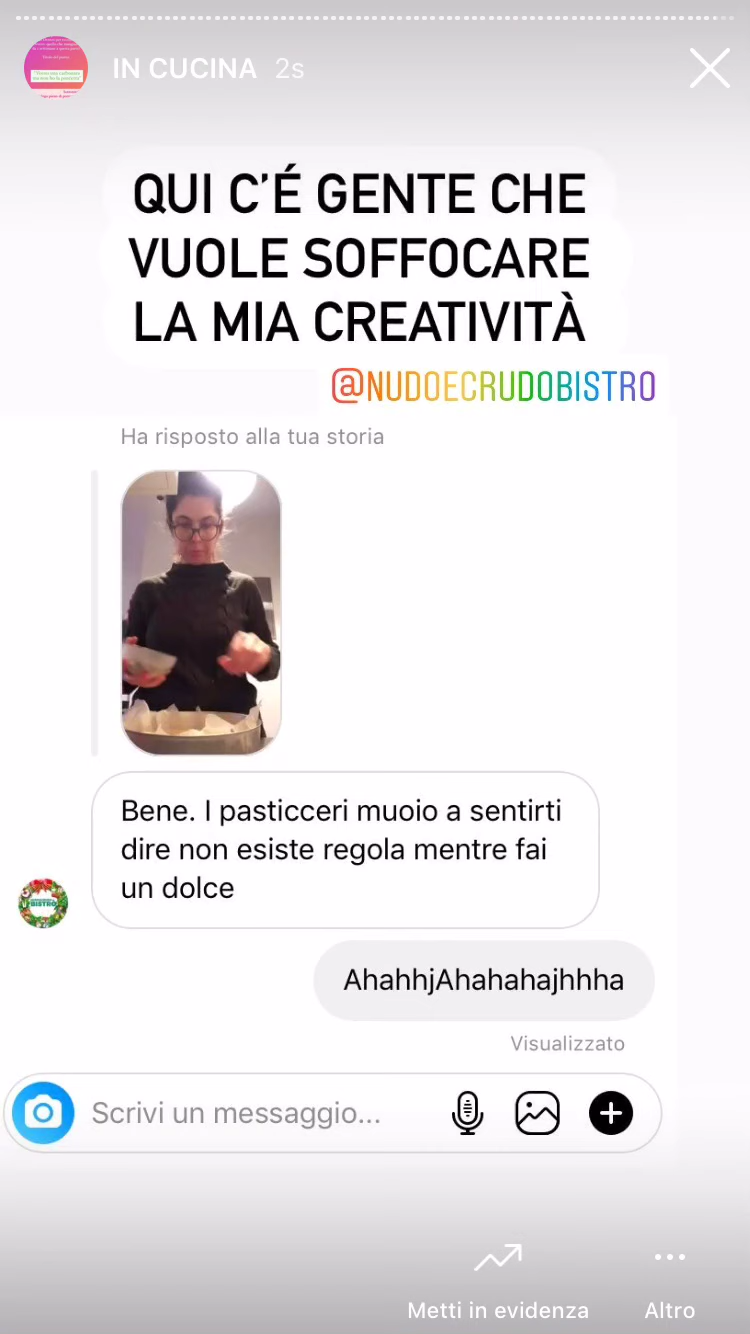 IN CUCINA 2s
QUI C'É GENTE CHE
VUOLE SOFFOCARE
LA MIA CREATIVITÀ
@NUDOECRUDOBISTRO
Ha risposto alla tua storia
Bene. I pasticceri muoio a sentirti
dire non esiste regola mentre fai
un dolce
BISTRO
AhahhjAhahahajhhha
Visualizzato
Scrivi un messaggio...
Metti in evidenza
Altro